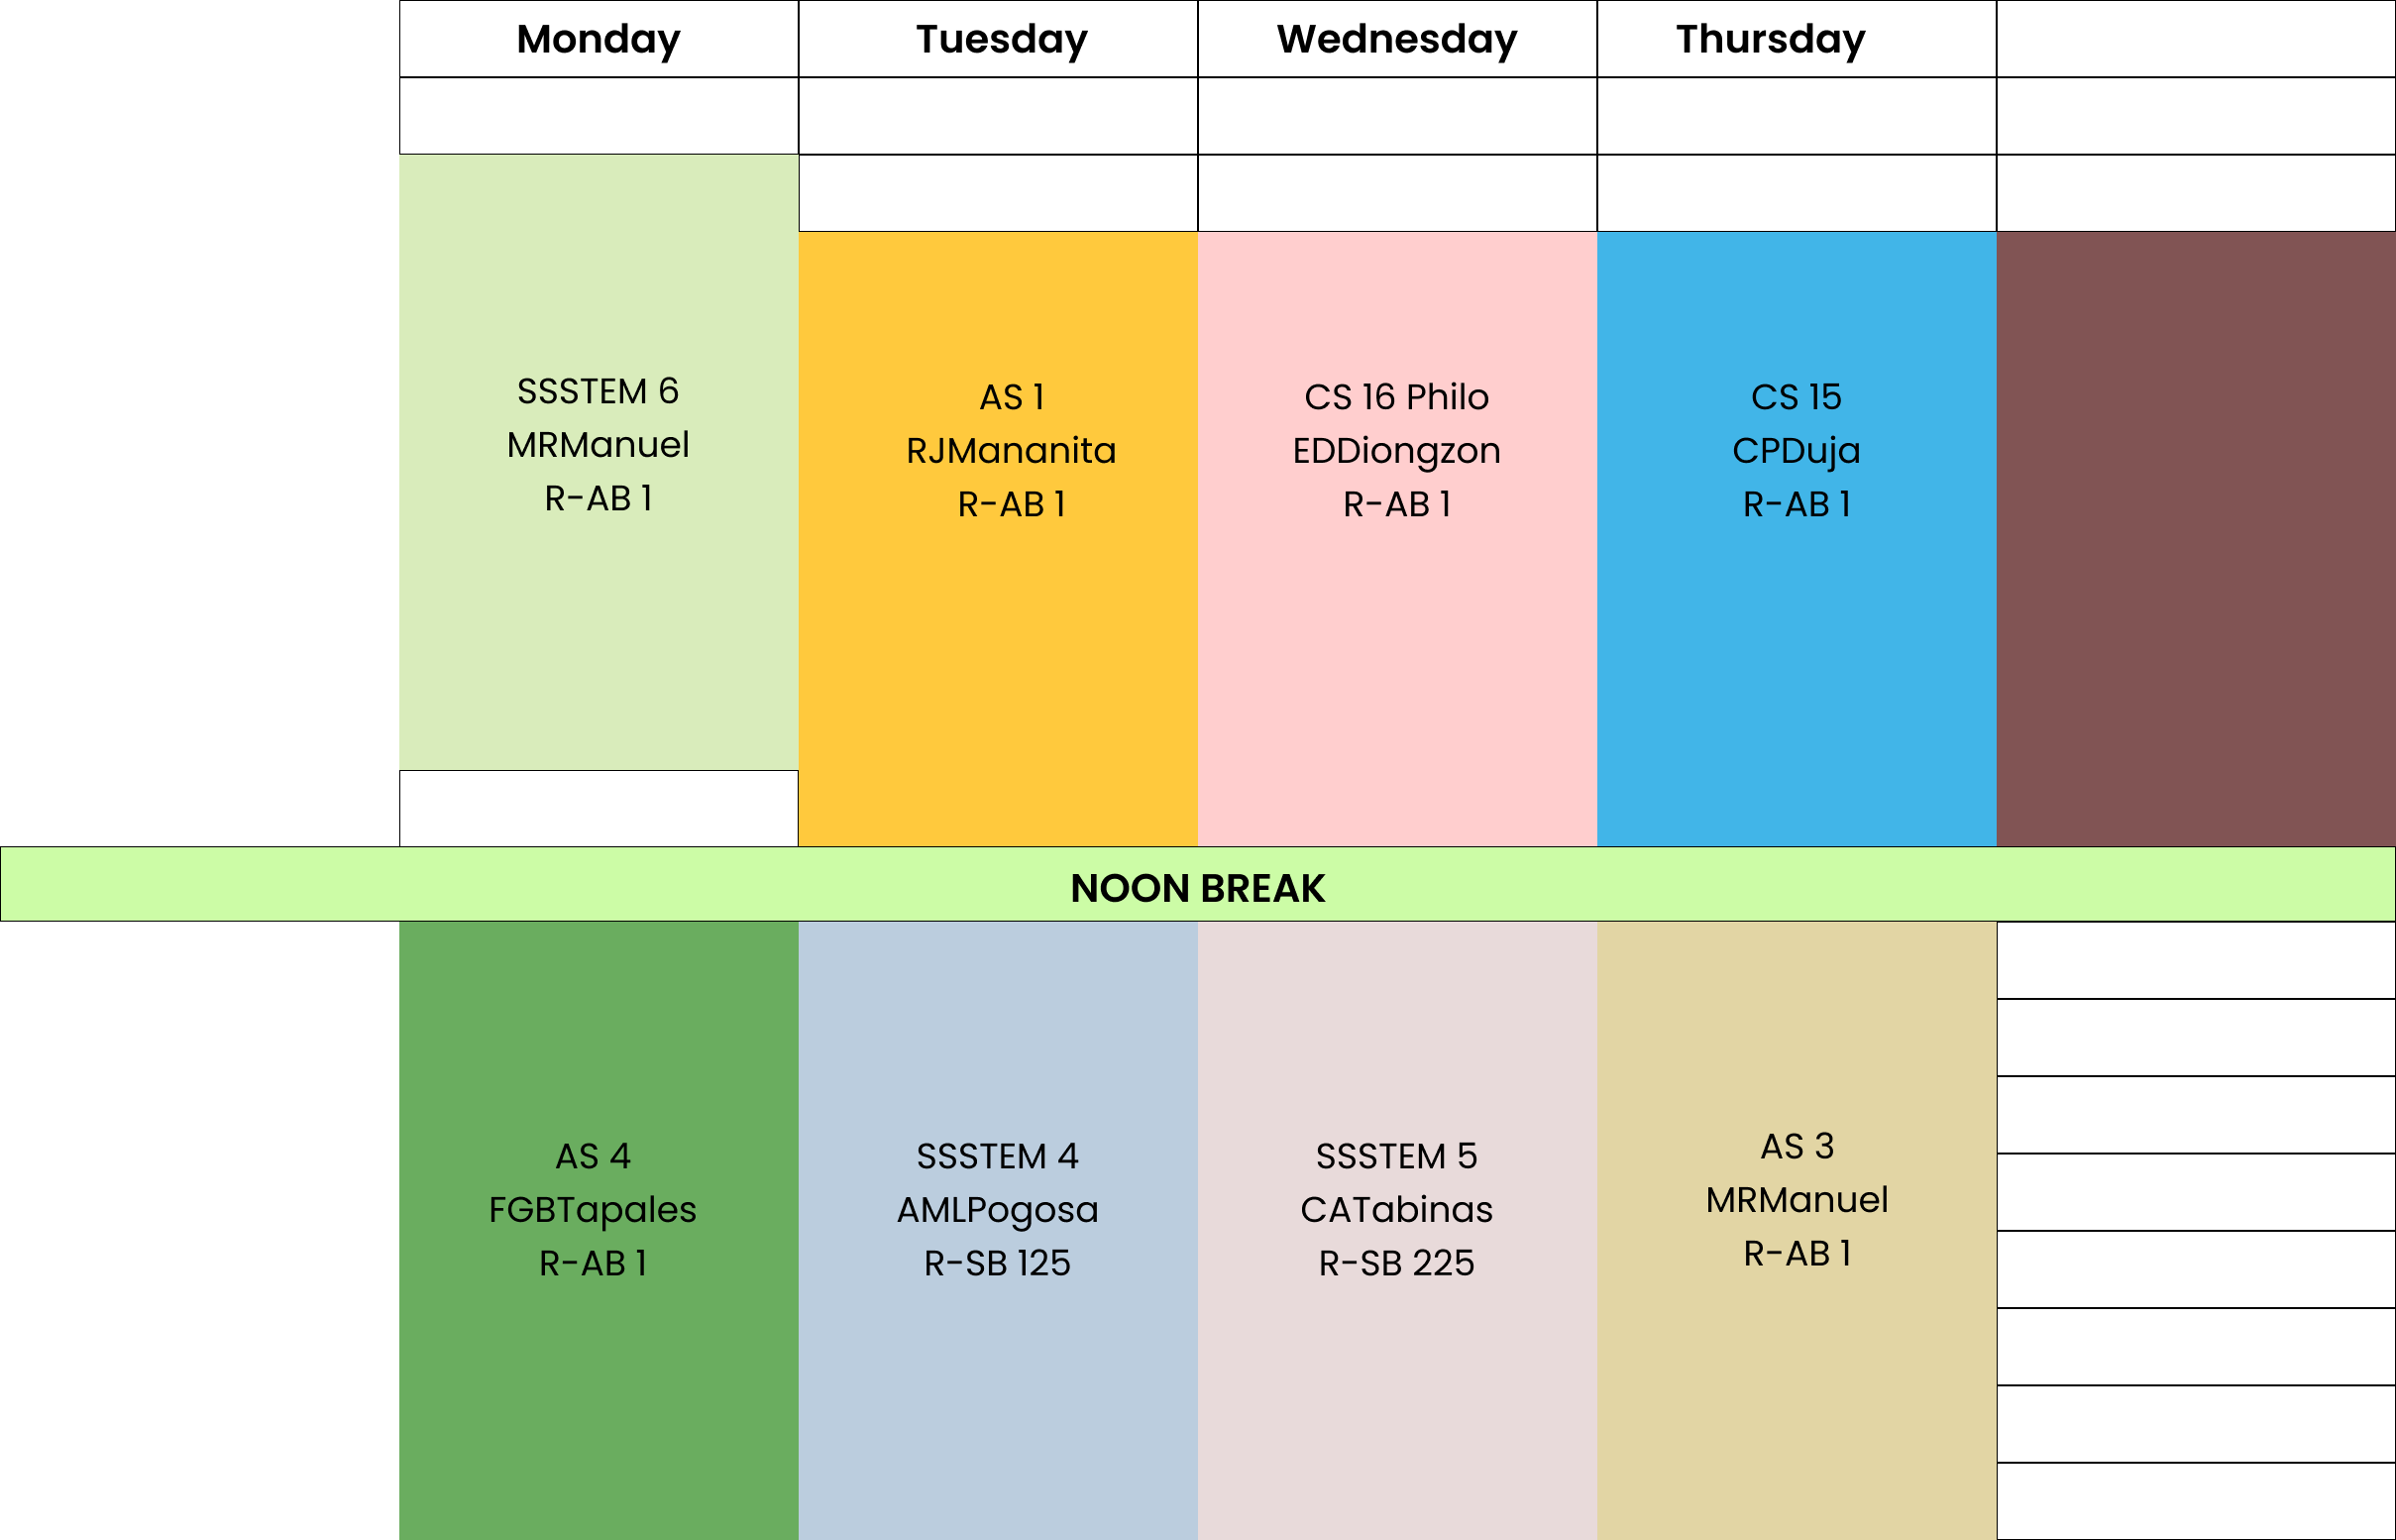 Monday
Tuesday
Wednesday
Thursday
SSSTEM 6
MRManuel
R-AB 1
AS 1
RJMananita
R-AB 1
CS 16 Philo
EDDiongzon
R-AB 1
CS 15
CPDuja
R-AB 1
NOON BREAK
AS 4
FGBTapales
R-AB 1
SSSTEM 4
AMLPogosa
R-SB 125
SSSTEM 5
CATabinas
R-SB 225
AS 3
MRManuel
R-AB 1